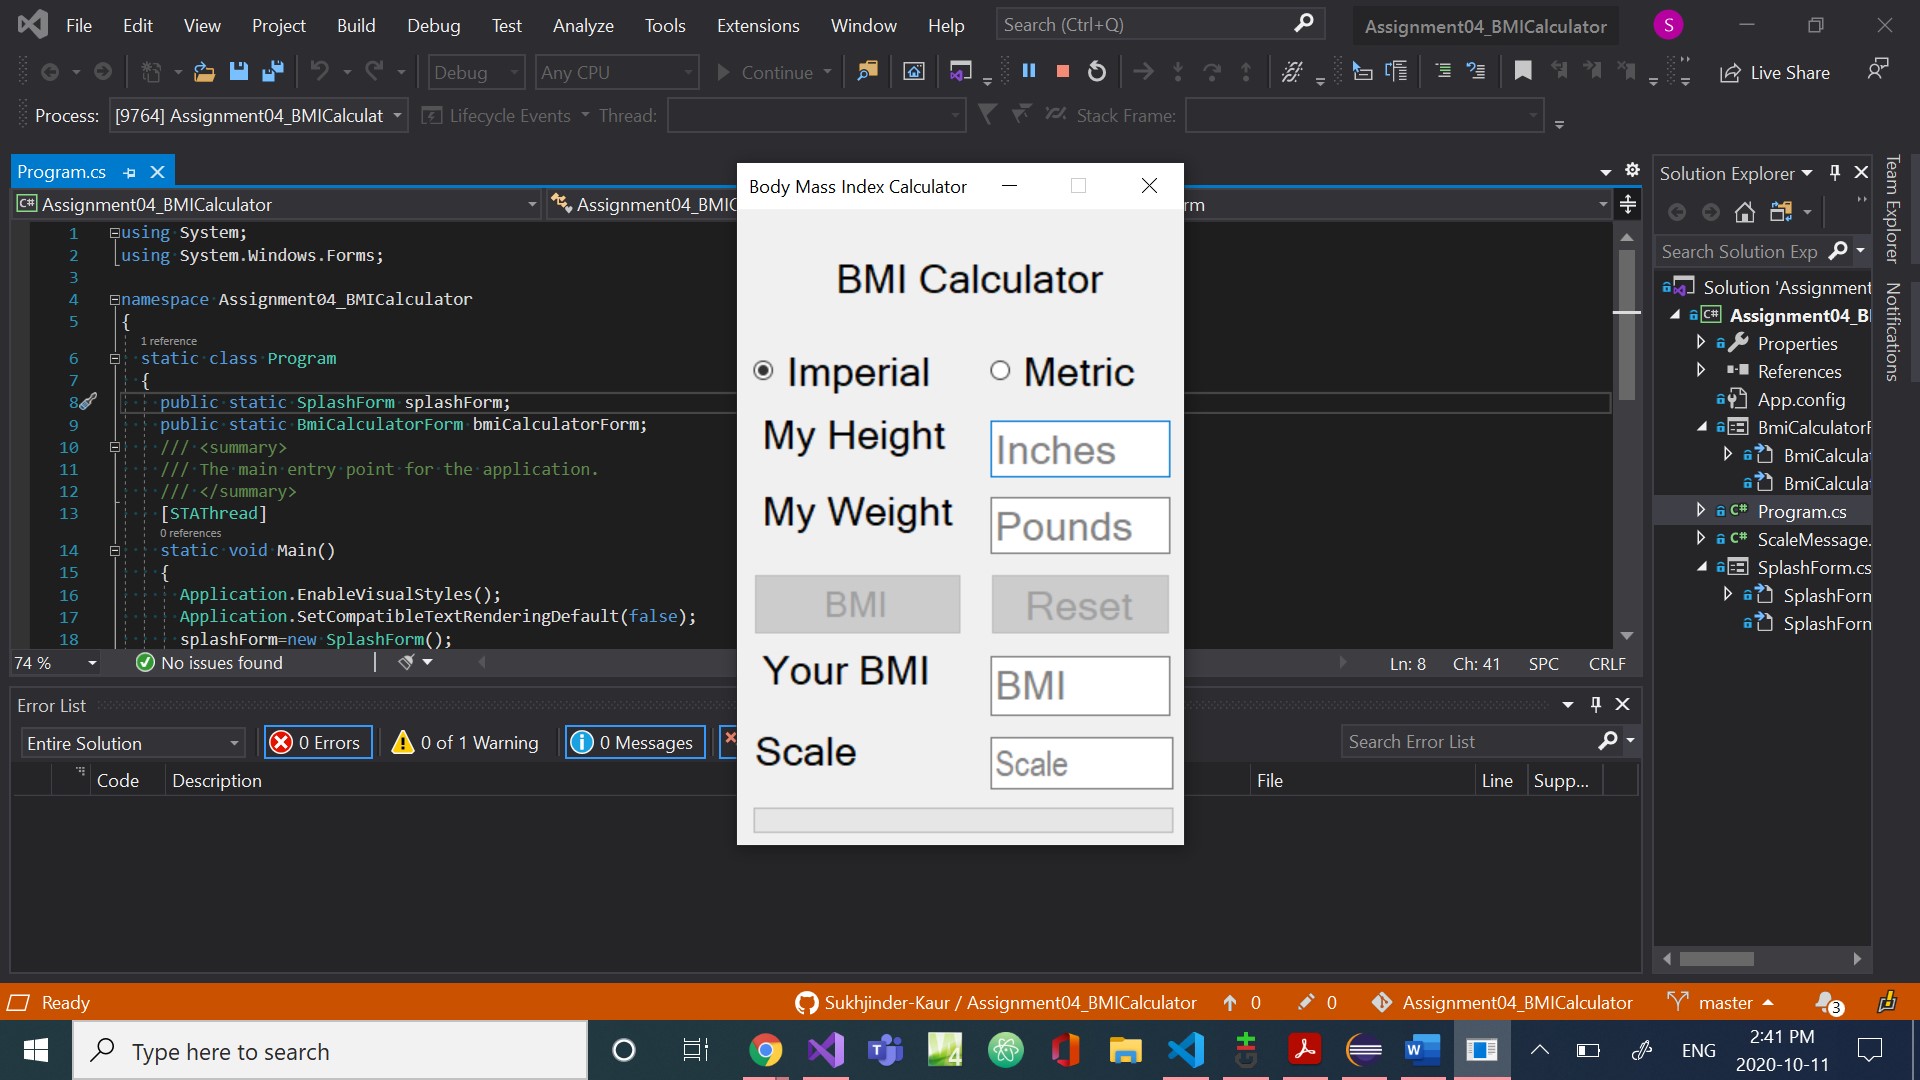 File Edit View Project Build Debug Test Analyze Tools Extensions Window Help Search (Ctrl+Q) Assignment04_BMICalculator S
Debug Any CPU Continue Live Share
Process: [9764] Assignment04_BMICalculat Lifecycle Events Thread: Stack Frame:
Program.cs
Assignment04_BMICalculator Assignment04_BMIC rm
1 using System;
2 using System.Windows.Forms;
3
4 namespace Assignment04_BMICalculator
5 {
1 reference
6 static class Program
7 {
8 public static SplashForm splashForm;
9 public static BmiCalculatorForm bmiCalculatorForm;
10 /// <summary>
11 /// The main entry point for the application.
12 /// </summary>
13 [STAThread]
0 references
14 static void Main()
15 {
16 Application.EnableVisualStyles();
17 Application.SetCompatibleTextRenderingDefault(false);
18 splashForm=new SplashForm();
74 % No issues found Ln: 8 Ch: 41 SPC CRLF
Body Mass Index Calculator
BMI Calculator
Imperial Metric
My Height Inches
My Weight Pounds
BMI Reset
Your BMI BMI
Scale Scale
Error List
Entire Solution 0 Errors 0 of 1 Warning 0 Messages Search Error List
Code Description File Line Supp...
Solution Explorer
Search Solution Exp
Solution 'Assignment
Assignment04_B
Properties
References
App.config
BmiCalculatorF
BmiCalcula
BmiCalcula
Program.cs
ScaleMessage.
SplashForm.cs
SplashForn
SplashForn
Team Explorer
Notifications
Ready Sukhjinder-Kaur / Assignment04_BMICalculator 0 0 Assignment04_BMICalculator master 3
Type here to search ENG 2:41 PM
2020-10-11